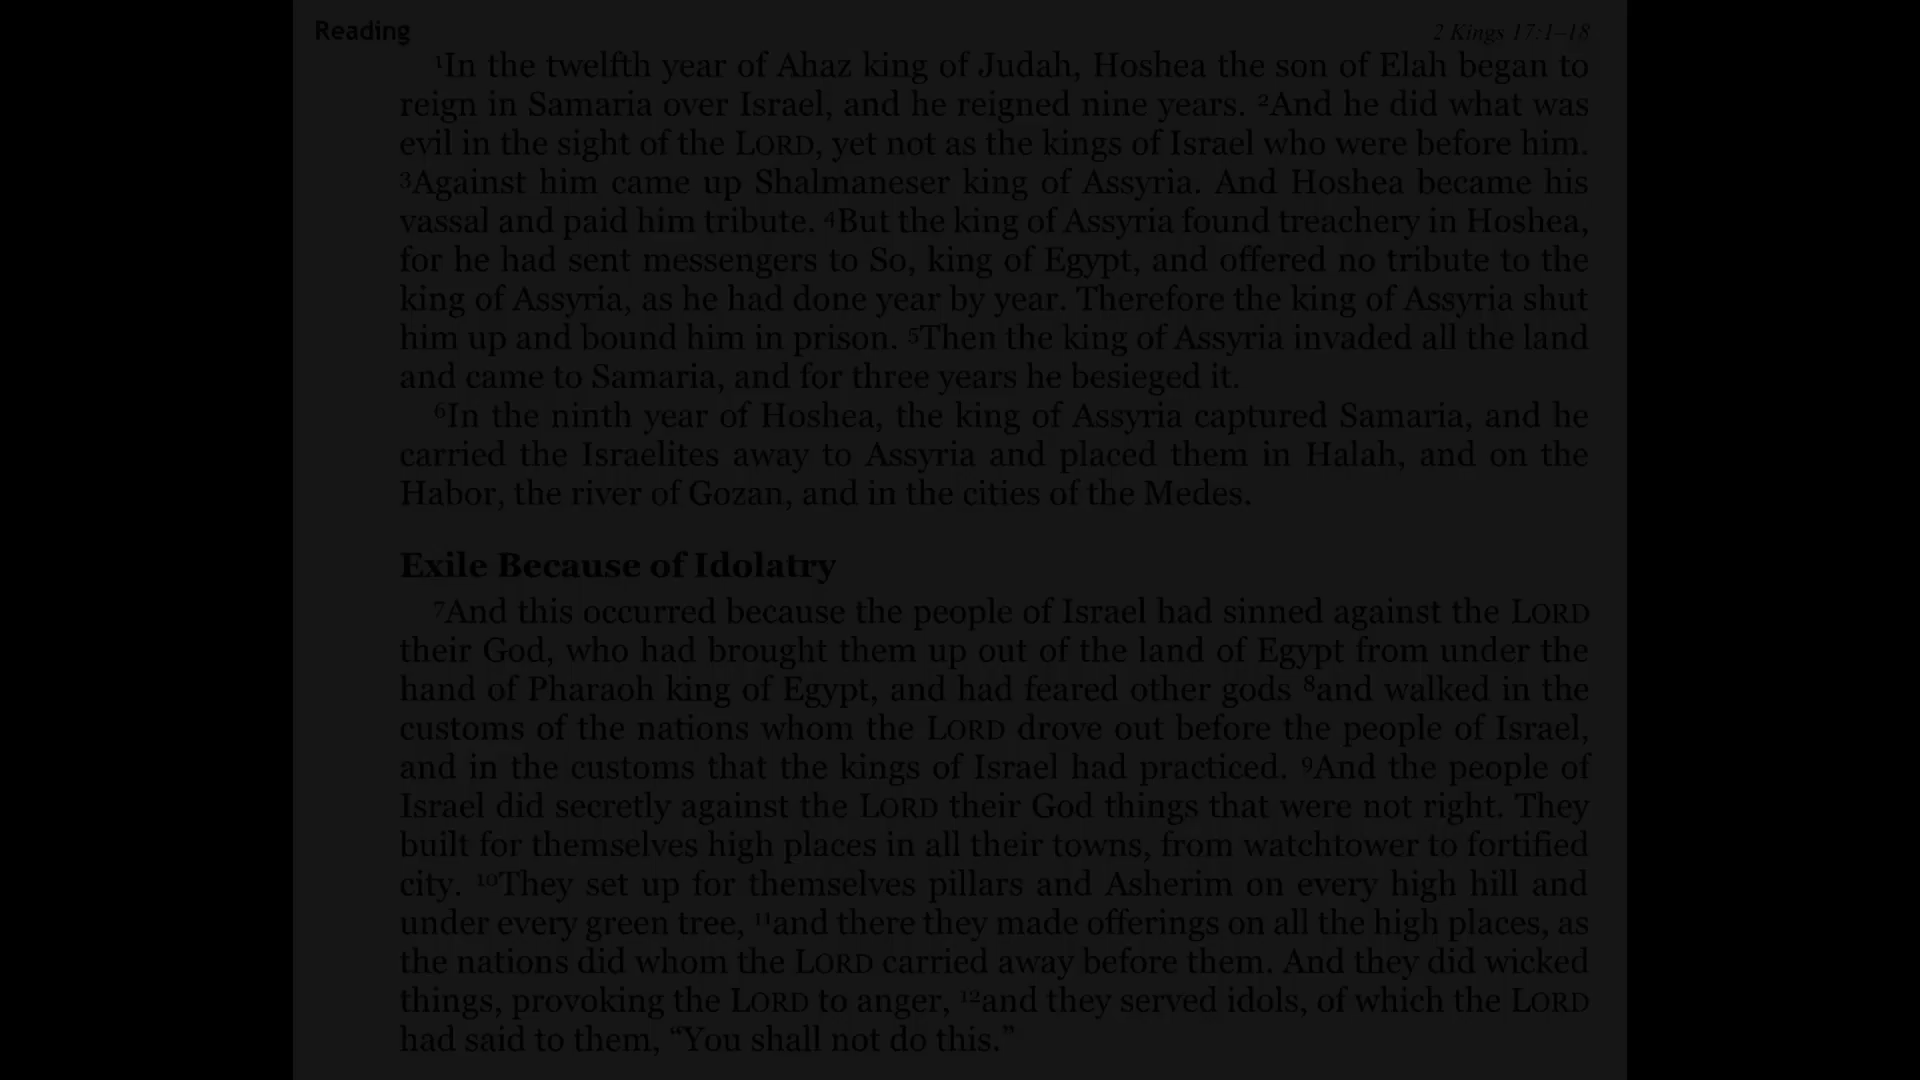 Reading
2 Kings 17:1–18
¹In the twelfth year of Ahaz king of Judah, Hoshea the son of Elah began to
reign in Samaria over Israel, and he reigned nine years. ²And he did what was
evil in the sight of the LORD, yet not as the kings of Israel who were before him.
³Against him came up Shalmaneser king of Assyria. And Hoshea became his
vassal and paid him tribute. ⁴But the king of Assyria found treachery in Hoshea,
for he had sent messengers to So, king of Egypt, and offered no tribute to the
king of Assyria, as he had done year by year. Therefore the king of Assyria shut
him up and bound him in prison. ⁵Then the king of Assyria invaded all the land
and came to Samaria, and for three years he besieged it.
⁶In the ninth year of Hoshea, the king of Assyria captured Samaria, and he
carried the Israelites away to Assyria and placed them in Halah, and on the
Habor, the river of Gozan, and in the cities of the Medes.
Exile Because of Idolatry
⁷And this occurred because the people of Israel had sinned against the LORD
their God, who had brought them up out of the land of Egypt from under the
hand of Pharaoh king of Egypt, and had feared other gods ⁸and walked in the
customs of the nations whom the LORD drove out before the people of Israel,
and in the customs that the kings of Israel had practiced. ⁹And the people of
Israel did secretly against the LORD their God things that were not right. They
built for themselves high places in all their towns, from watchtower to fortified
city. ¹⁰They set up for themselves pillars and Asherim on every high hill and
under every green tree, ¹¹and there they made offerings on all the high places, as
the nations did whom the LORD carried away before them. And they did wicked
things, provoking the LORD to anger, ¹²and they served idols, of which the LORD
had said to them, “You shall not do this.”